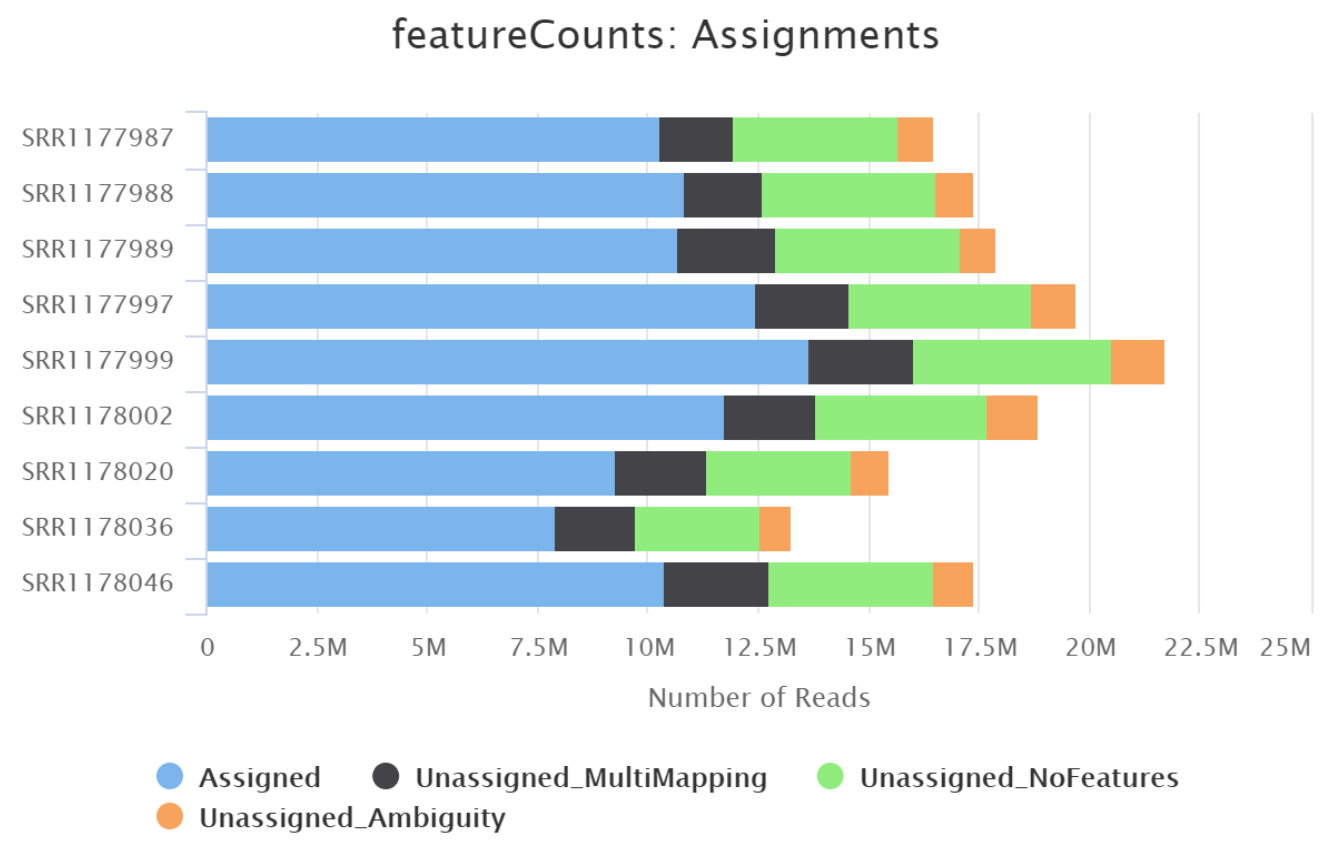 featureCounts: Assignments
SRR1177987
SRR1177988
SRR1177989
SRR1177997
SRR1177999
SRR1178002
SRR1178020
SRR1178036
SRR1178046
0 2.5M 5M 7.5M 10M 12.5M 15M 17.5M 20M 22.5M 25M
Number of Reads
Assigned Unassigned_MultiMapping Unassigned_NoFeatures
Unassigned_Ambiguity